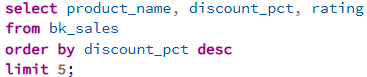 select product_name, discount_pct, rating
from bk_sales
order by discount_pct desc
limit 5;